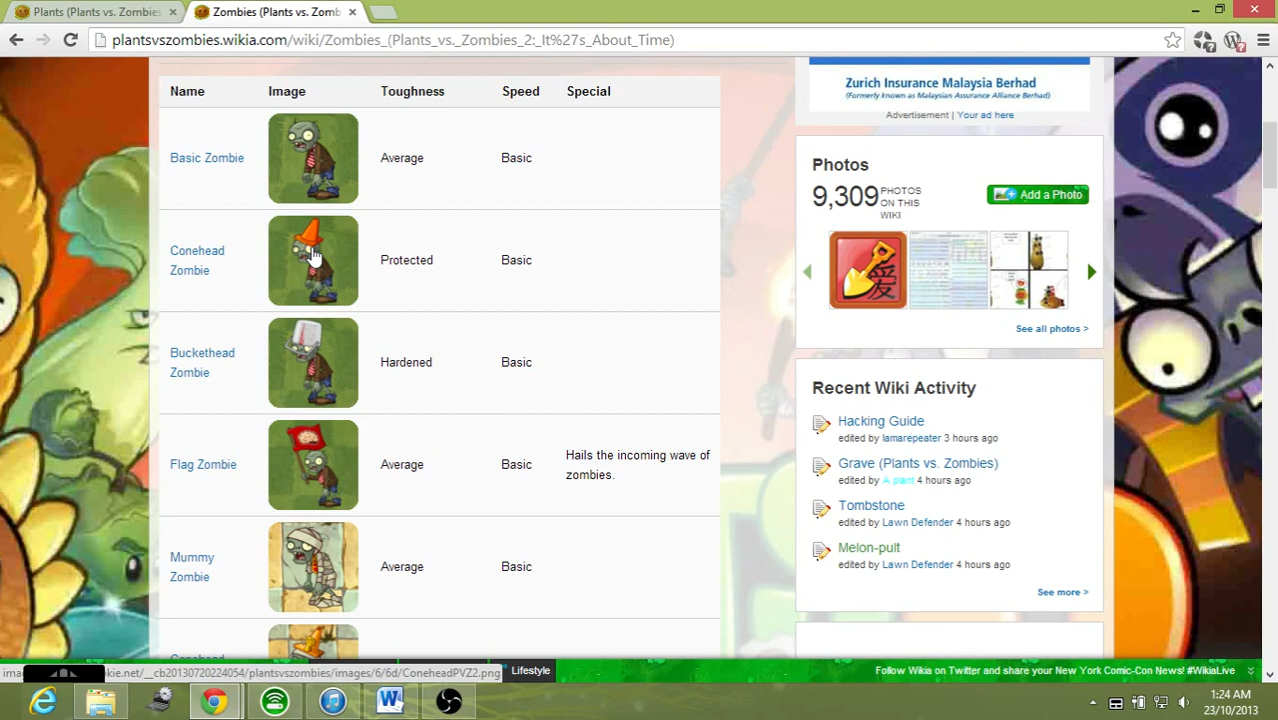 Plants (Plants vs. Zombies
Zombies (Plants vs. Zomb
plantsvszombies.wikia.com/wiki/Zombies_(Plants_vs._Zombies_2:_It%27s_About_Time)
Name Image Toughness Speed Special
Basic Zombie Average Basic
Conehead
Zombie
Protected Basic
Buckethead
Zombie
Hardened Basic
Flag Zombie Average Basic
Hails the incoming wave of
zombies.
Mummy
Zombie
Average Basic
Zurich Insurance Malaysia Berhad
(Formerly known as Malaysian Assurance Alliance Berhad)
Advertisement | Your ad here
Photos
9,309 PHOTOS
ON THIS
WIKI
Add a Photo
爱
See all photos >
Recent Wiki Activity
Hacking Guide
edited by Iamarepeater 3 hours ago
Grave (Plants vs. Zombies)
edited by A plant 4 hours ago
Tombstone
edited by Lawn Defender 4 hours ago
Melon-pult
edited by Lawn Defender 4 hours ago
See more >
kie.net/__cb20130720224054/plantsvszombies/images/6/6d/ConeheadPVZ2.png
Lifestyle
Follow Wikia on Twitter and share your New York Comic-Con News! #WikiaLive
1:24 AM
23/10/2013